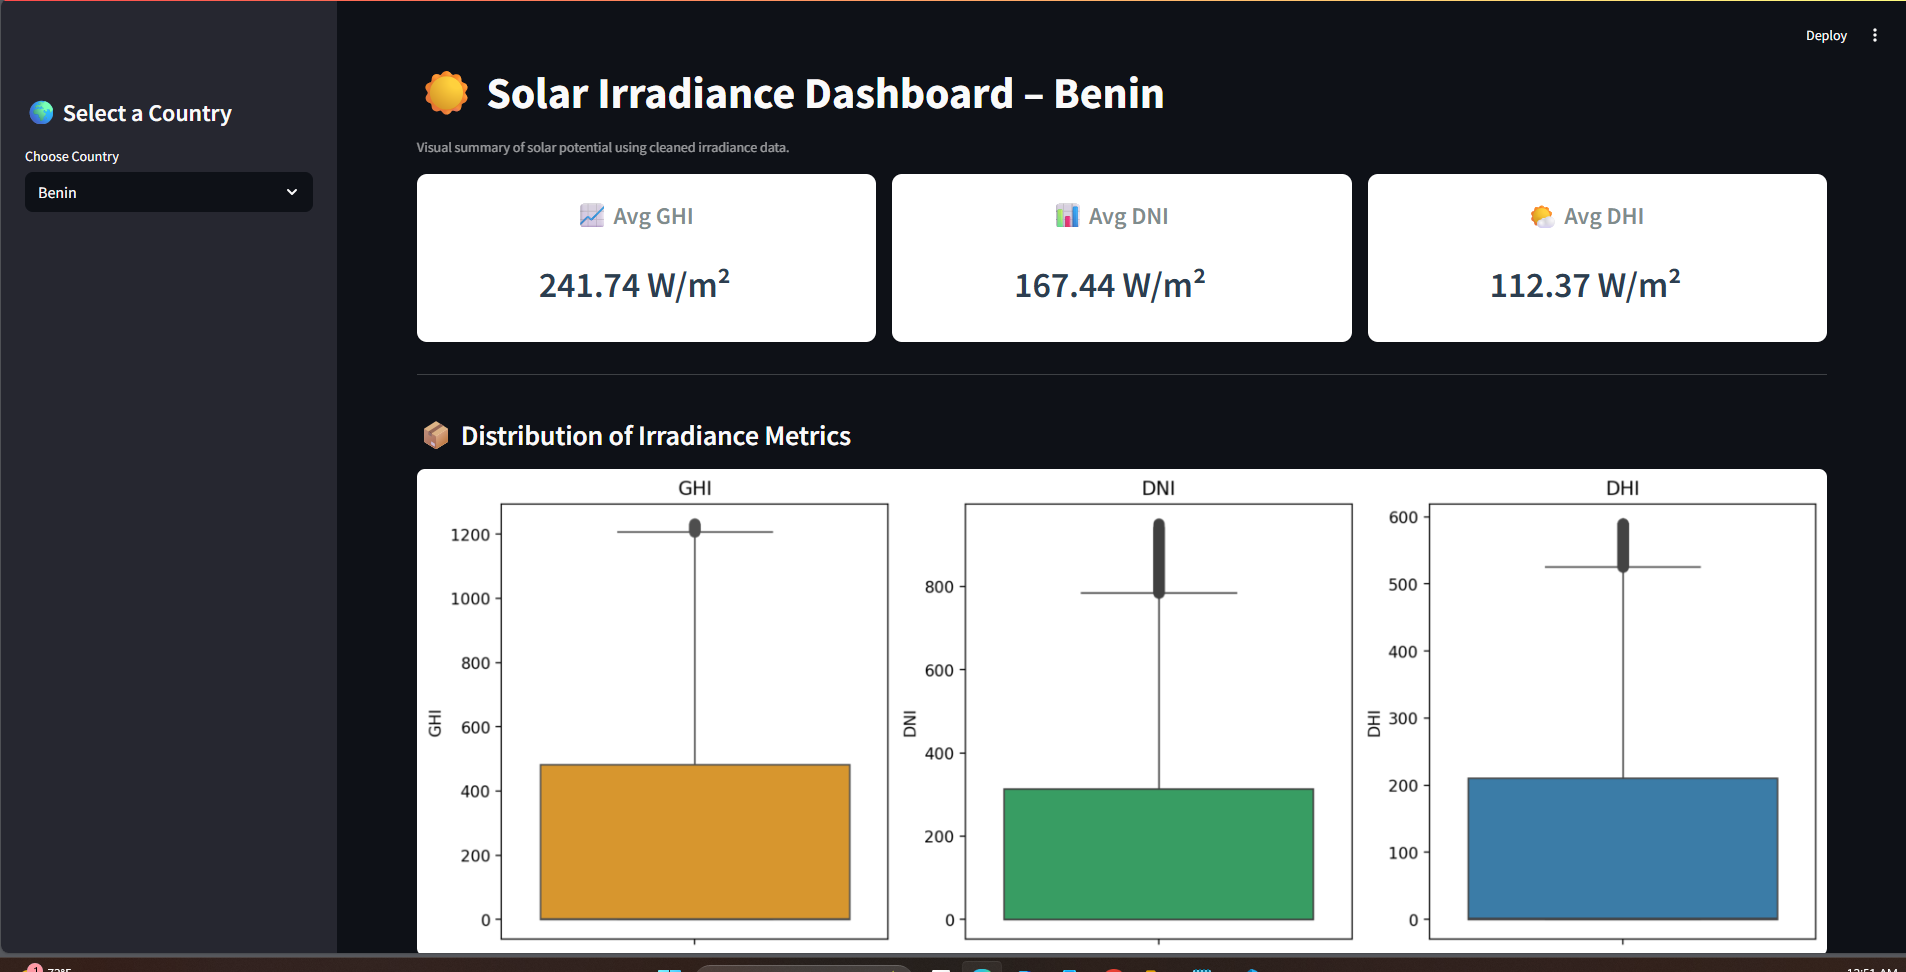 Deploy
Select a Country
Choose Country
Benin
Solar Irradiance Dashboard – Benin
Visual summary of solar potential using cleaned irradiance data.
Avg GHI
241.74 W/m²
Avg DNI
167.44 W/m²
Avg DHI
112.37 W/m²
Distribution of Irradiance Metrics
GHI
1200
1000
800
600
400
200
0
GHI
DNI
800
600
400
200
0
DNI
DHI
600
500
400
300
200
100
0
DHI